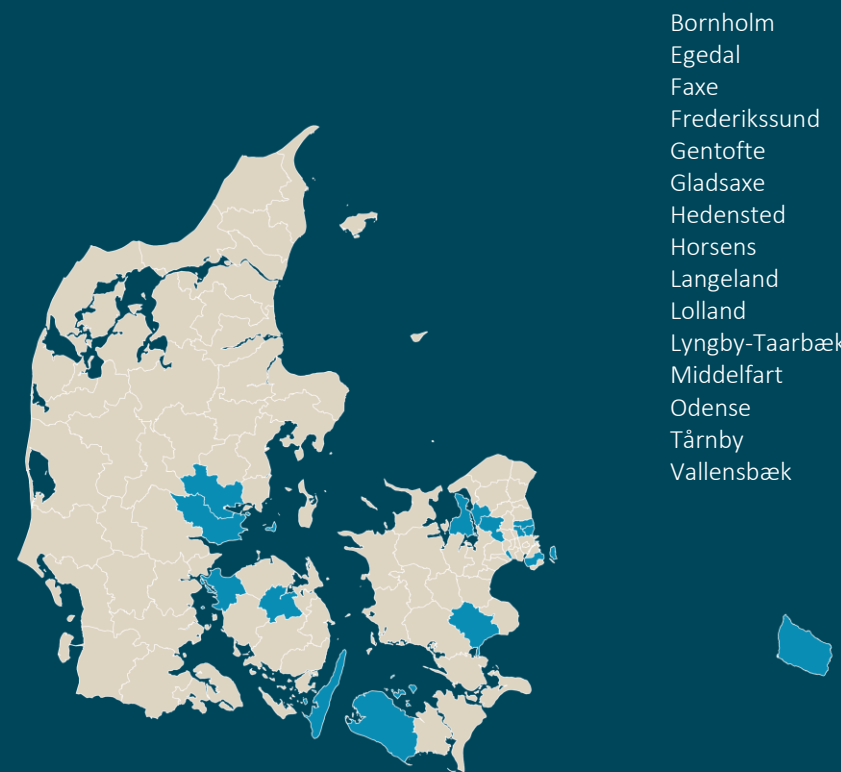 Bornholm
Egedal
Faxe
Frederikssund
Gentofte
Gladsaxe
Hedensted
Horsens
Langeland
Lolland
Lyngby-Taarbæk
Middelfart
Odense
Tårnby
Vallensbæk